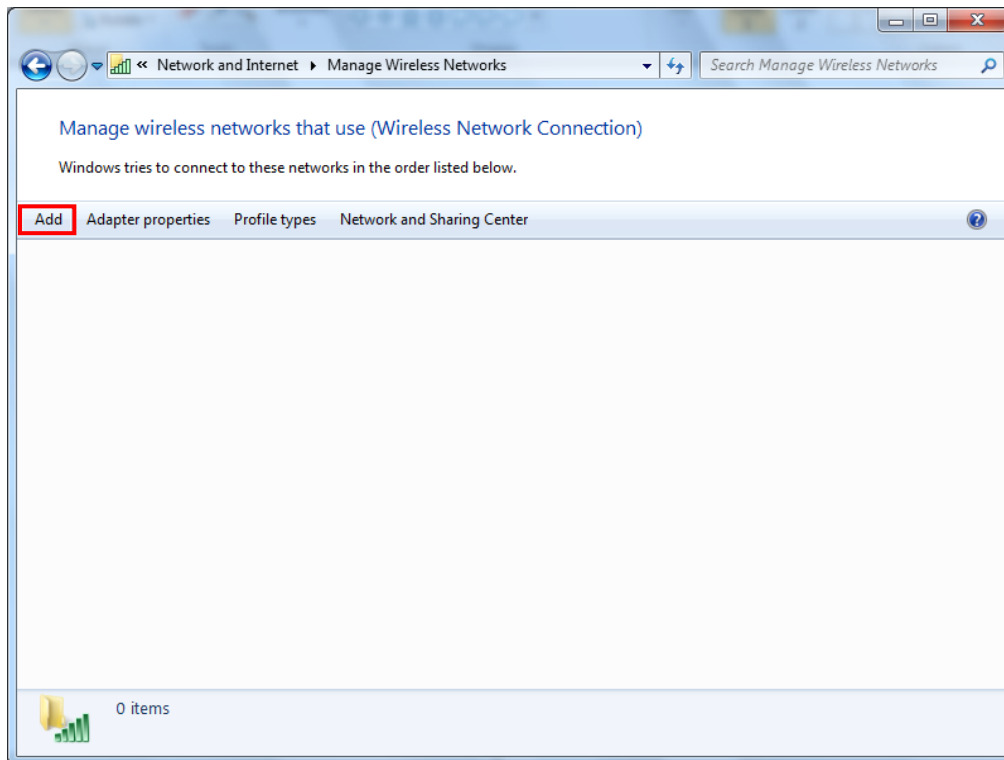 « Network and Internet ▸ Manage Wireless Networks
Search Manage Wireless Networks
Manage wireless networks that use (Wireless Network Connection)
Windows tries to connect to these networks in the order listed below.
Add Adapter properties Profile types Network and Sharing Center
0 items